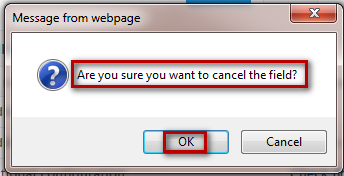 Message from webpage
Are you sure you want to cancel the field?
OK
Cancel